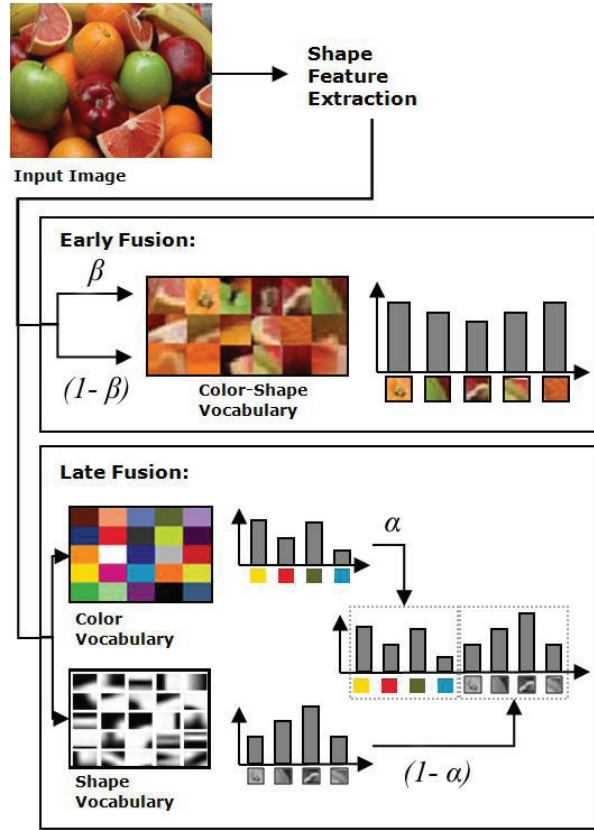 Shape
Feature
Extraction
Input Image
Early Fusion:
β
(1- β)
Color-Shape
Vocabulary
Late Fusion:
α
Color
Vocabulary
Shape
Vocabulary
(1- α)